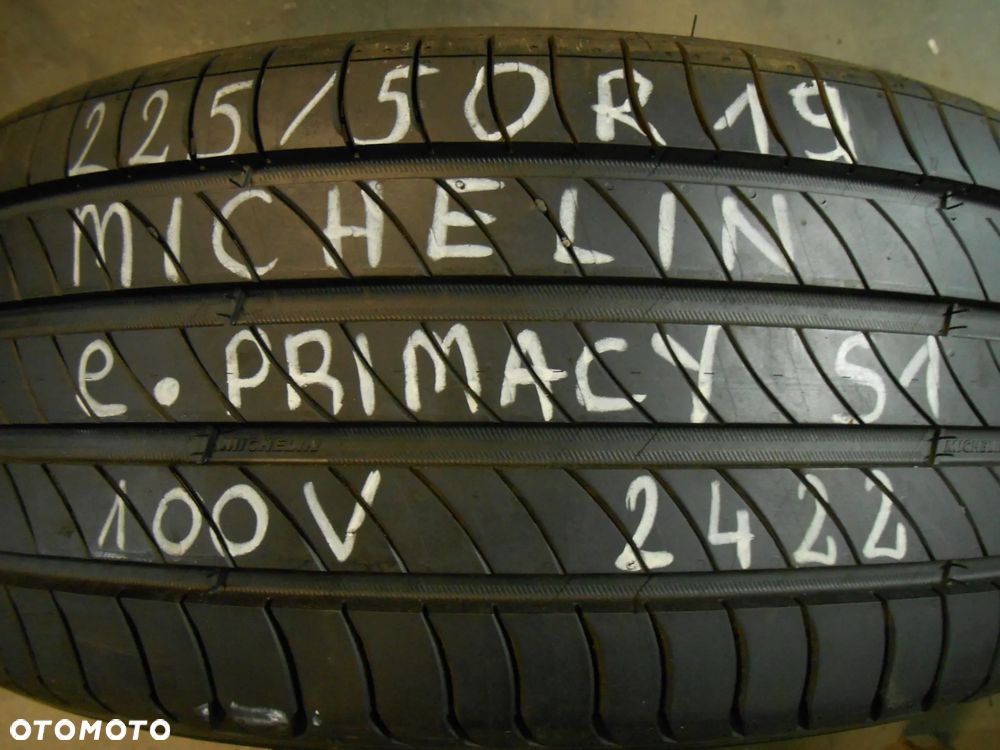 225/50R19
MICHELIN
e.PRIMACY S1
MICHELIN MICHELIN
100V 2422
OTOMOTO